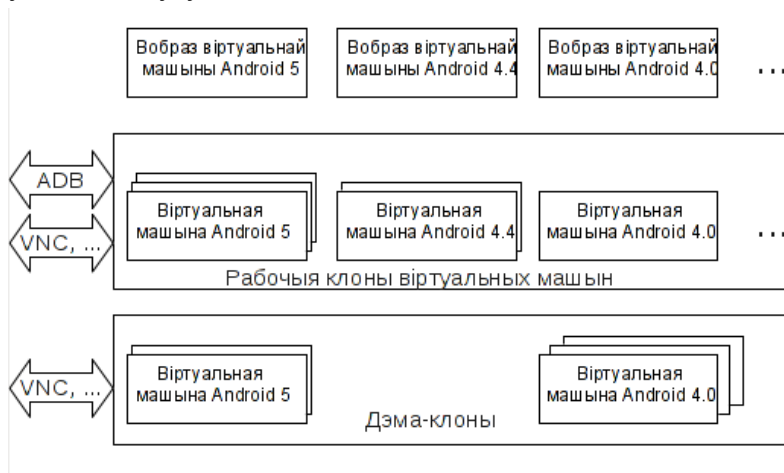 Вобраз віртуальнай
машыны Android 5
Вобраз віртуальнай
машыны Android 4.4
Вобраз віртуальнай
машыны Android 4.0
...
ADB
VNC, ...
Віртуальная
машына Android 5
Віртуальная
машына Android 4.4
Віртуальная
машына Android 4.0
...
Рабочыя клоны віртуальных машын
VNC, ...
Віртуальная
машына Android 5
Віртуальная
машына Android 4.0
Дэма-клоны